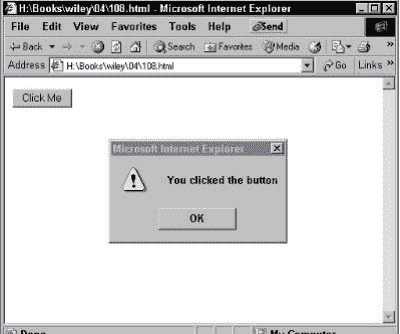 H:\Books\wiley\04\108.html - Microsoft Internet Explorer
File Edit View Favorites Tools Help Send
Back Search Favorites Media
Address H:\Books\wiley\04\108.html Go Links »
Click Me
Microsoft Internet Explorer
You clicked the button
OK
Done My Computer